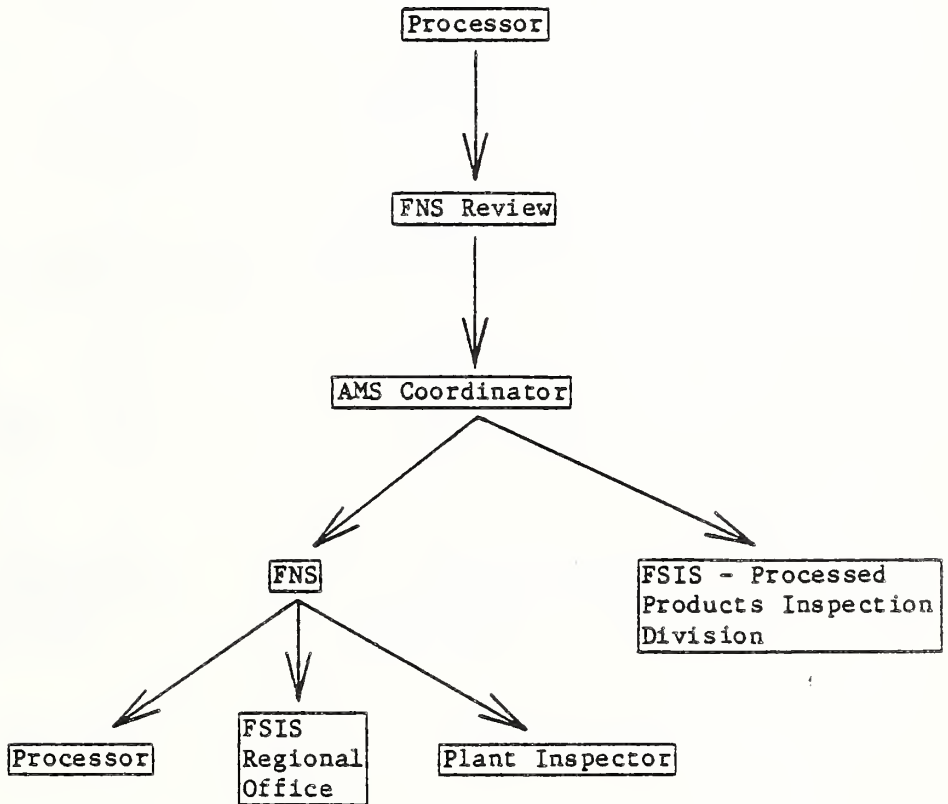 Processor
FNS Review
AMS Coordinator
FNS
FSIS - Processed
Products Inspection
Division
Processor
FSIS
Regional
Office
Plant Inspector